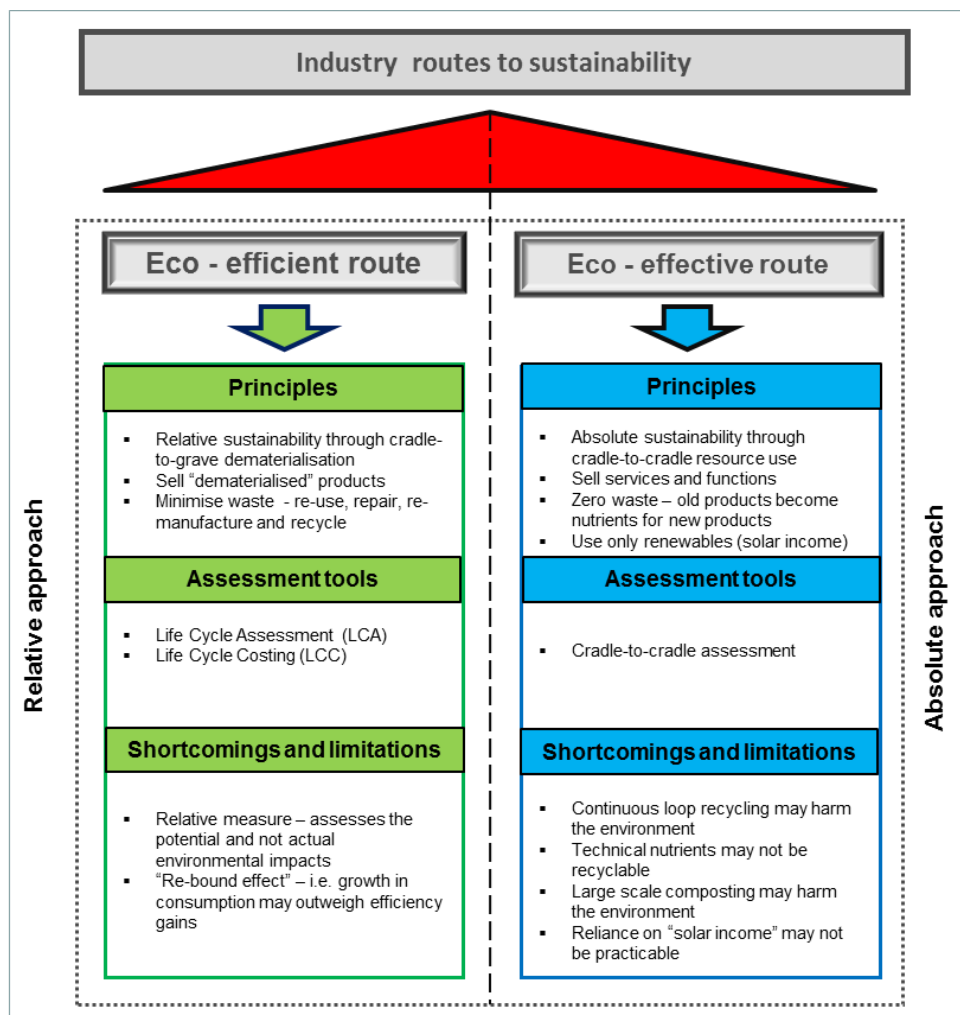 Industry routes to sustainability
Eco - efficient route
Relative approach
Principles
▪ Relative sustainability through cradle-
to-grave dematerialisation
▪ Sell “dematerialised” products
▪ Minimise waste - re-use, repair, re-
manufacture and recycle
Assessment tools
▪ Life Cycle Assessment (LCA)
▪ Life Cycle Costing (LCC)
Shortcomings and limitations
▪ Relative measure – assesses the
potential and not actual
environmental impacts
▪ “Re-bound effect” – i.e. growth in
consumption may outweigh efficiency
gains
Eco - effective route
Principles
▪ Absolute sustainability through
cradle-to-cradle resource use
▪ Sell services and functions
▪ Zero waste – old products become
nutrients for new products
▪ Use only renewables (solar income)
Assessment tools
▪ Cradle-to-cradle assessment
Shortcomings and limitations
▪ Continuous loop recycling may harm
the environment
▪ Technical nutrients may not be
recyclable
▪ Large scale composting may harm
the environment
▪ Reliance on “solar income” may not
be practicable
Absolute approach